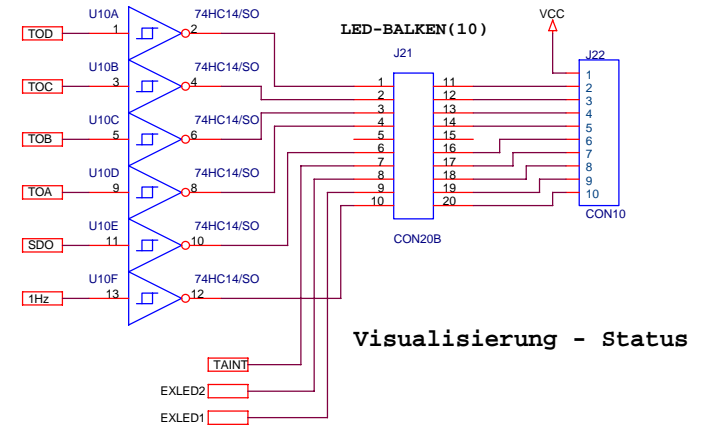 U10A 74HC14/SO
TOD 1 2
U10B 74HC14/SO
TOC 3 4
U10C 74HC14/SO
TOB 5 6
U10D 74HC14/SO
TOA 9 8
U10E 74HC14/SO
SDO 11 10
U10F 74HC14/SO
1Hz 13 12
LED-BALKEN(10)
J21
1 11
2 12
3 13
4 14
5 15
6 16
7 17
8 18
9 19
10 20
CON20B
VCC
J22
1
2
3
4
5
6
7
8
9
10
CON10
Visualisierung - Status
TAINT
EXLED2
EXLED1